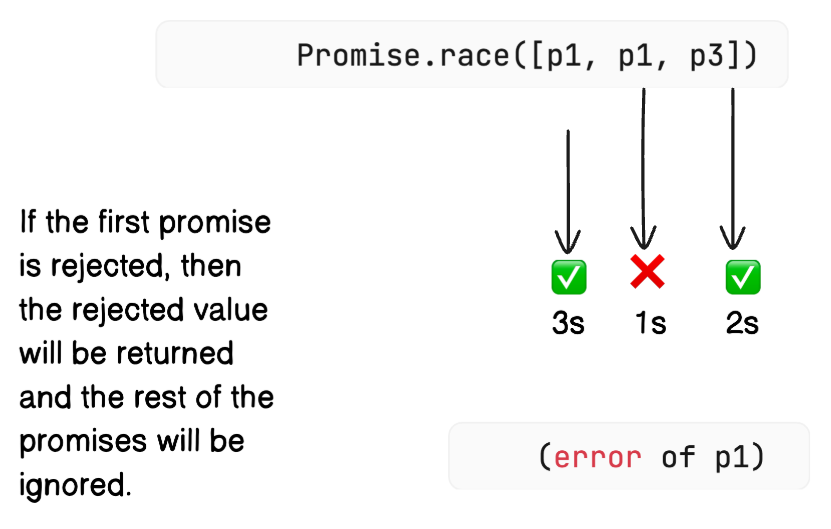 Promise.race([p1, p1, p3])
If the first promise
is rejected, then
the rejected value
will be returned
and the rest of the
promises will be
ignored.
3s 1s 2s
(error of p1)